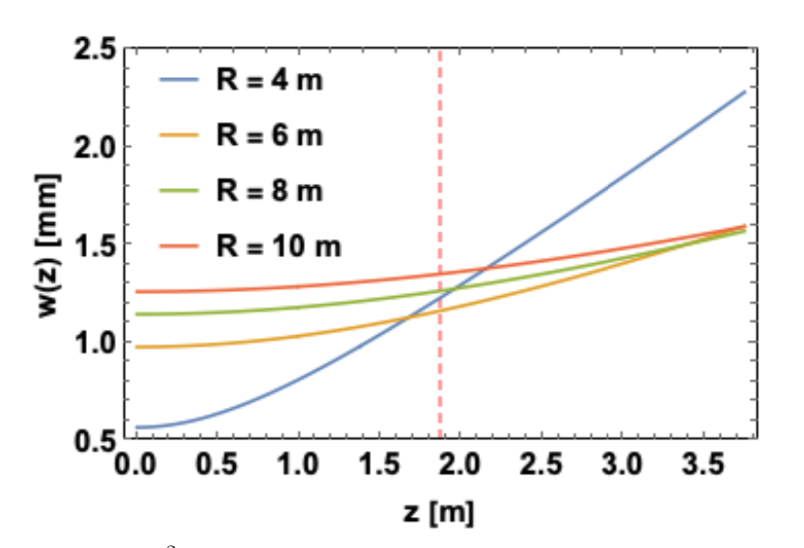 2.5
R = 4 m
R = 6 m
2.0
R = 8 m
1.5
R = 10 m
w(z) [mm]
1.0
0.5
0.0 0.5 1.0 1.5 2.0 2.5 3.0 3.5
z [m]